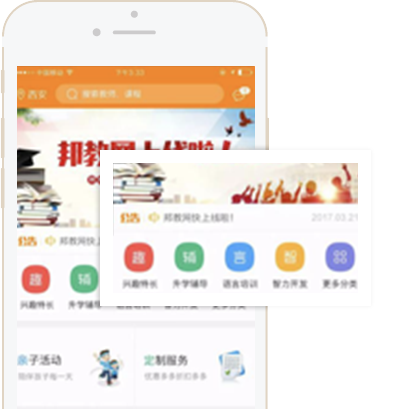 中国移动 下午3:33
西安 搜索教师、课程
邦教网上线啦！
公告 邦教网快上线啦！ 2017.03.21
公告 邦教网快
趣 辅 言 智
兴趣特长 升学辅导 语言培训 智力开发 更多分类
趣 辅
兴趣特长 升学辅导
亲子活动 定制服务
陪伴孩子每一天 优惠多多折扣多多